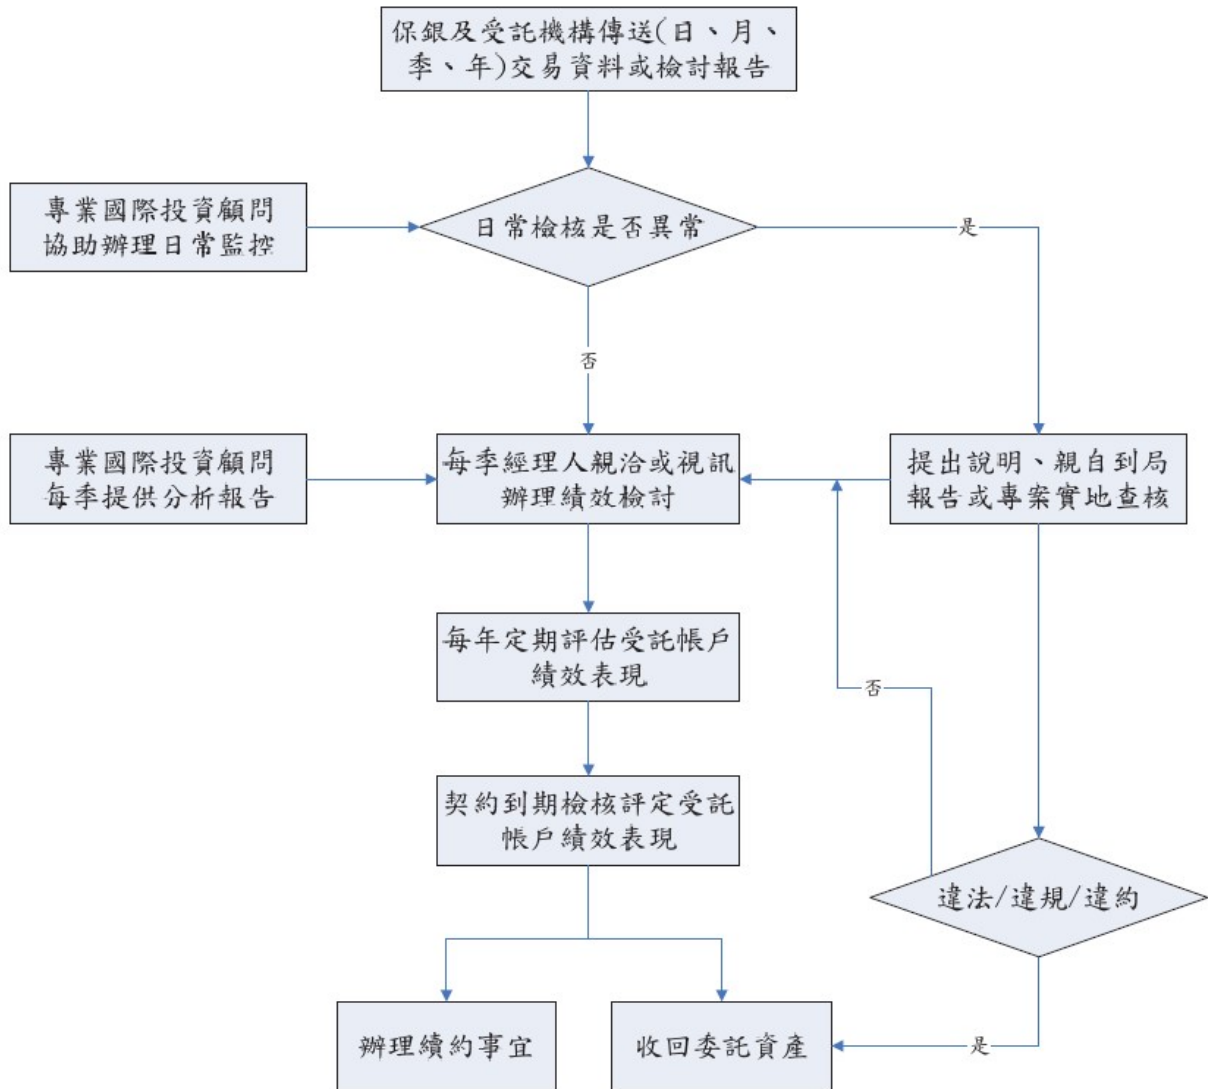 保銀及受託機構傳送(日、月、
季、年)交易資料或檢討報告
專業國際投資顧問
協助辦理日常監控
日常檢核是否異常
是
否
專業國際投資顧問
每季提供分析報告
每季經理人親洽或視訊
辦理績效檢討
提出說明、親自到局
報告或專案實地查核
每年定期評估受託帳戶
績效表現
否
契約到期檢核評定受託
帳戶績效表現
違法/違規/違約
辦理續約事宜
收回委託資產
是